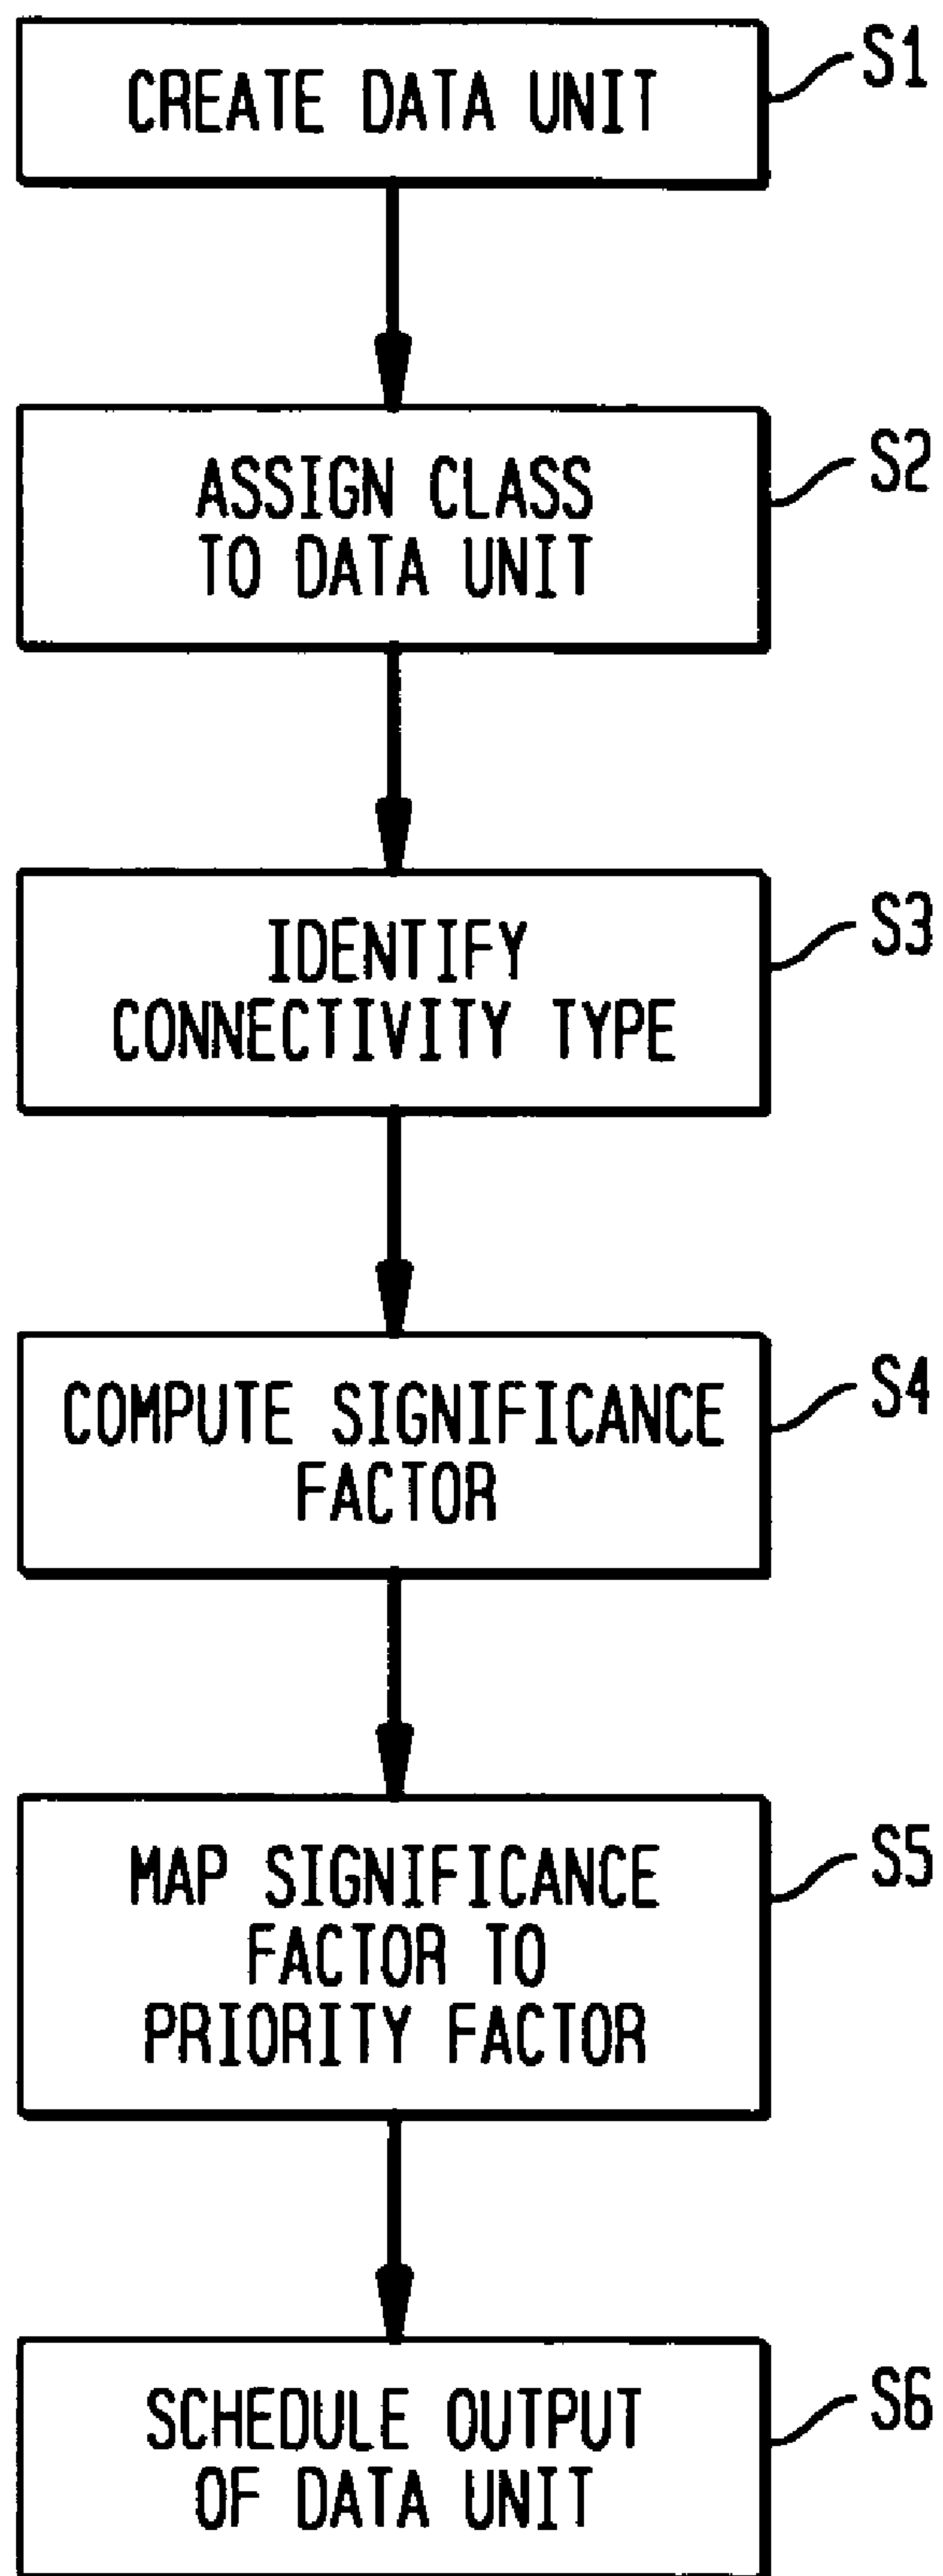 CREATE DATA UNIT
S1
ASSIGN CLASS
TO DATA UNIT
S2
IDENTIFY
CONNECTIVITY TYPE
S3
COMPUTE SIGNIFICANCE
FACTOR
S4
MAP SIGNIFICANCE
FACTOR TO
PRIORITY FACTOR
S5
SCHEDULE OUTPUT
OF DATA UNIT
S6